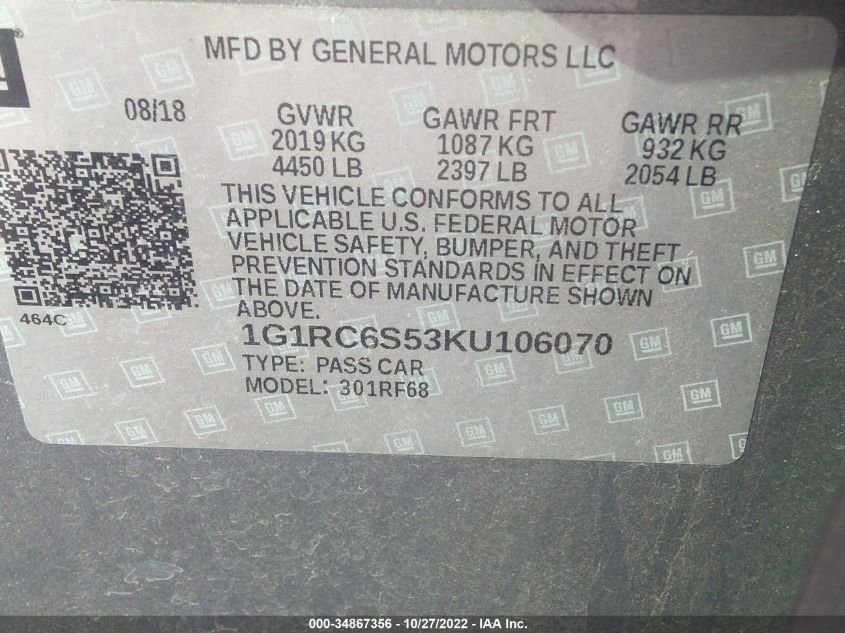 MFD BY GENERAL MOTORS LLC
08/18
GVWR GAWR FRT GAWR RR
2019 KG 1087 KG 932 KG
4450 LB 2397 LB 2054 LB
THIS VEHICLE CONFORMS TO ALL
APPLICABLE U.S. FEDERAL MOTOR
VEHICLE SAFETY, BUMPER, AND THEFT
PREVENTION STANDARDS IN EFFECT ON
THE DATE OF MANUFACTURE SHOWN
ABOVE.
464C
1G1RC6S53KU106070
TYPE: PASS CAR
MODEL: 301RF68
GM
000-34867356 - 10/27/2022 - IAA Inc.